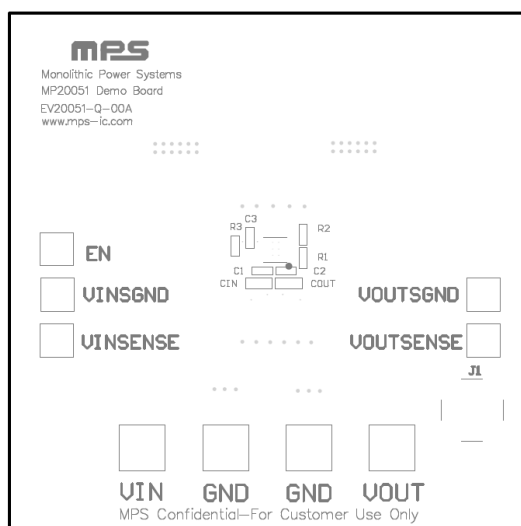 mps
Monolithic Power Systems
MP20051 Demo Board
EV20051-Q-00A
www.mps-ic.com
C3
R3
R2
R1
C1
C2
CIN
COUT
EN
VINSGND
VOUTSGND
VINSENSE
VOUTSENSE
J1
VIN GND GND VOUT
MPS Confidential-For Customer Use Only